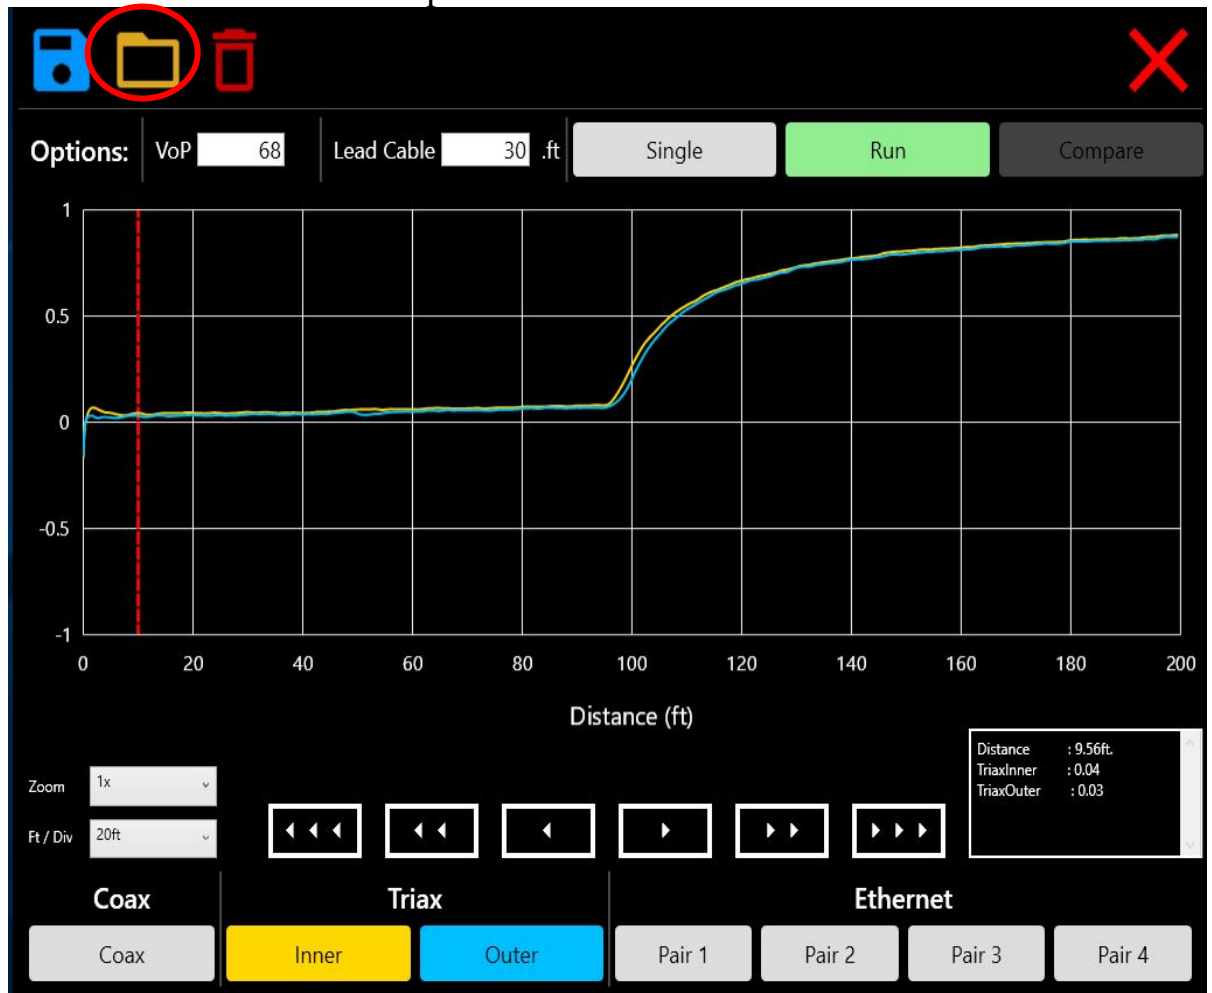 Options: VoP 68 Lead Cable 30 .ft Single Run Compare
1
0.5
0
-0.5
-1
0 20 40 60 80 100 120 140 160 180 200
Distance (ft)
Distance : 9.56ft.
TriaxInner : 0.04
TriaxOuter : 0.03
Zoom 1x
Ft / Div 20ft
Coax Triax Ethernet
Coax Inner Outer Pair 1 Pair 2 Pair 3 Pair 4